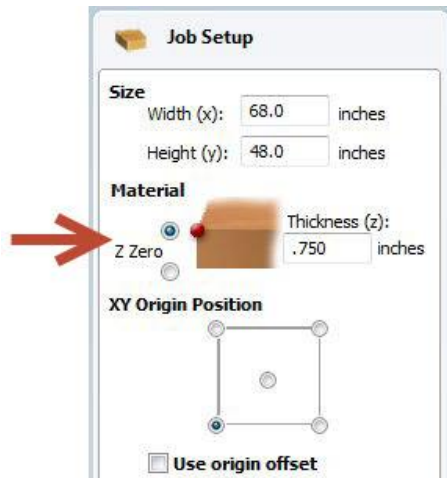 Job Setup
Size
Width (x): 68.0 inches
Height (y): 48.0 inches
Material
Thickness (z):
Z Zero .750 inches
XY Origin Position
Use origin offset